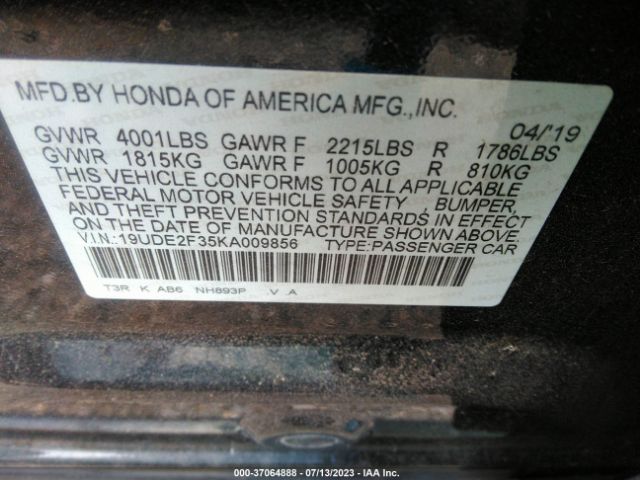 MFD.BY HONDA OF AMERICA MFG.,INC.
04/'19
GVWR 4001LBS GAWR F 2215LBS R 1786LBS
GVWR 1815KG GAWR F 1005KG R 810KG
THIS VEHICLE CONFORMS TO ALL APPLICABLE
FEDERAL MOTOR VEHICLE SAFETY, BUMPER,
AND THEFT PREVENTION STANDARDS IN EFFECT
ON THE DATE OF MANUFACTURE SHOWN ABOVE.
V.I.N.:19UDE2F35KA009856 TYPE:PASSENGER CAR
T3R K AB6 NH893P V A
000-37064888 - 07/13/2023 - IAA Inc.